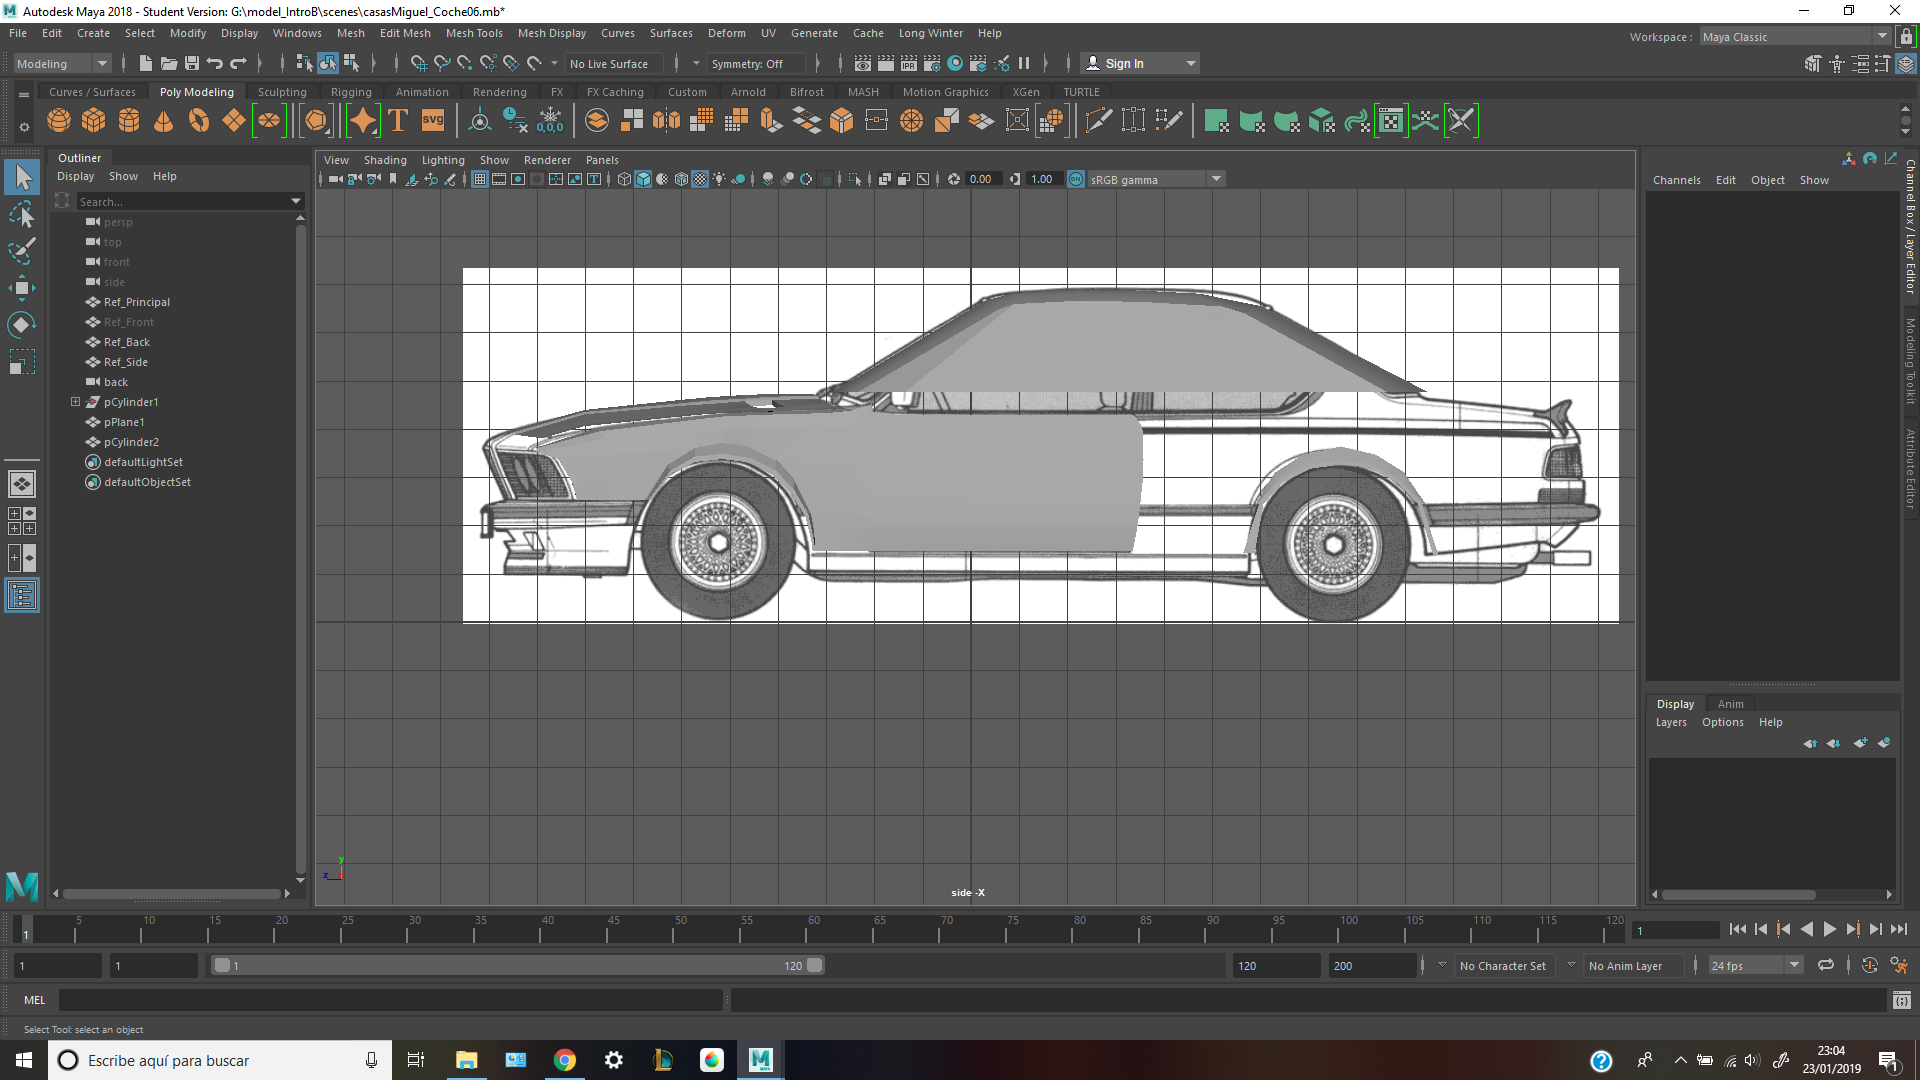 Autodesk Maya 2018 - Student Version: G:\model_IntroB\scenes\casasMiguel_Coche06.mb*
File Edit Create Select Modify Display Windows Mesh Edit Mesh Mesh Tools Mesh Display Curves Surfaces Deform UV Generate Cache Long Winter Help
Workspace : Maya Classic
Modeling No Live Surface Symmetry: Off Sign In
Curves / Surfaces Poly Modeling Sculpting Rigging Animation Rendering FX FX Caching Custom Arnold Bifrost MASH Motion Graphics XGen TURTLE
T svg 0,0,0
Outliner
Display Show Help
Search...
persp
top
front
side
Ref_Principal
Ref_Front
Ref_Back
Ref_Side
back
pCylinder1
pPlane1
pCylinder2
defaultLightSet
defaultObjectSet
View Shading Lighting Show Renderer Panels
0.00 1.00 ON sRGB gamma
y
z
side -X
Channels Edit Object Show
Channel Box / Layer Editor
Modeling Toolkit
Attribute Editor
Display Anim
Layers Options Help
5 10 15 20 25 30 35 40 45 50 55 60 65 70 75 80 85 90 95 100 105 110 115 120
1
1
1 1 1 120 120 200 No Character Set No Anim Layer 24 fps
MEL
Select Tool: select an object
Escribe aquí para buscar
23:04
23/01/2019
1